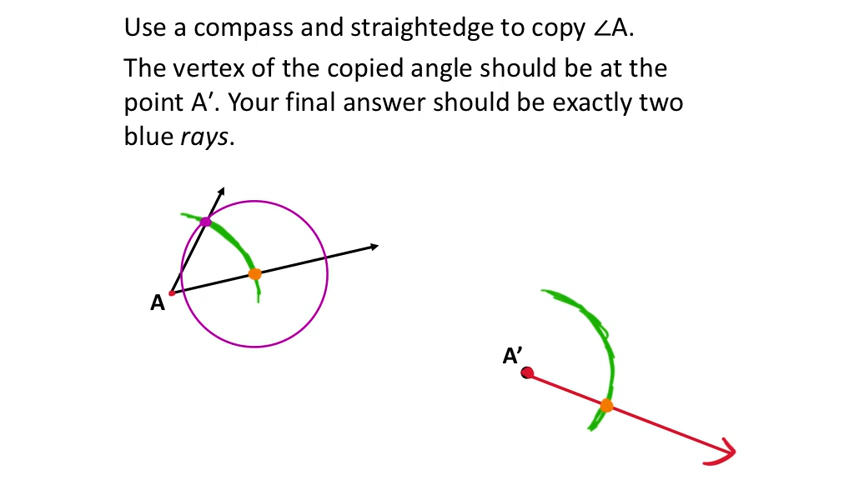 Use a compass and straightedge to copy ∠A.
The vertex of the copied angle should be at the
point A′. Your final answer should be exactly two
blue rays.
A
A′